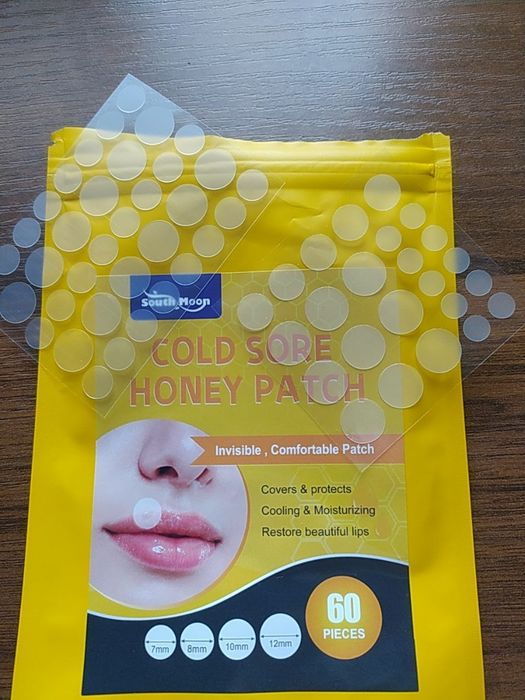 South Moon
COLD SORE
HONEY PATCH
Invisible , Comfortable Patch
Covers & protects
Cooling & Moisturizing
Restore beautiful lips
60
PIECES
7mm
8mm
10mm
12mm